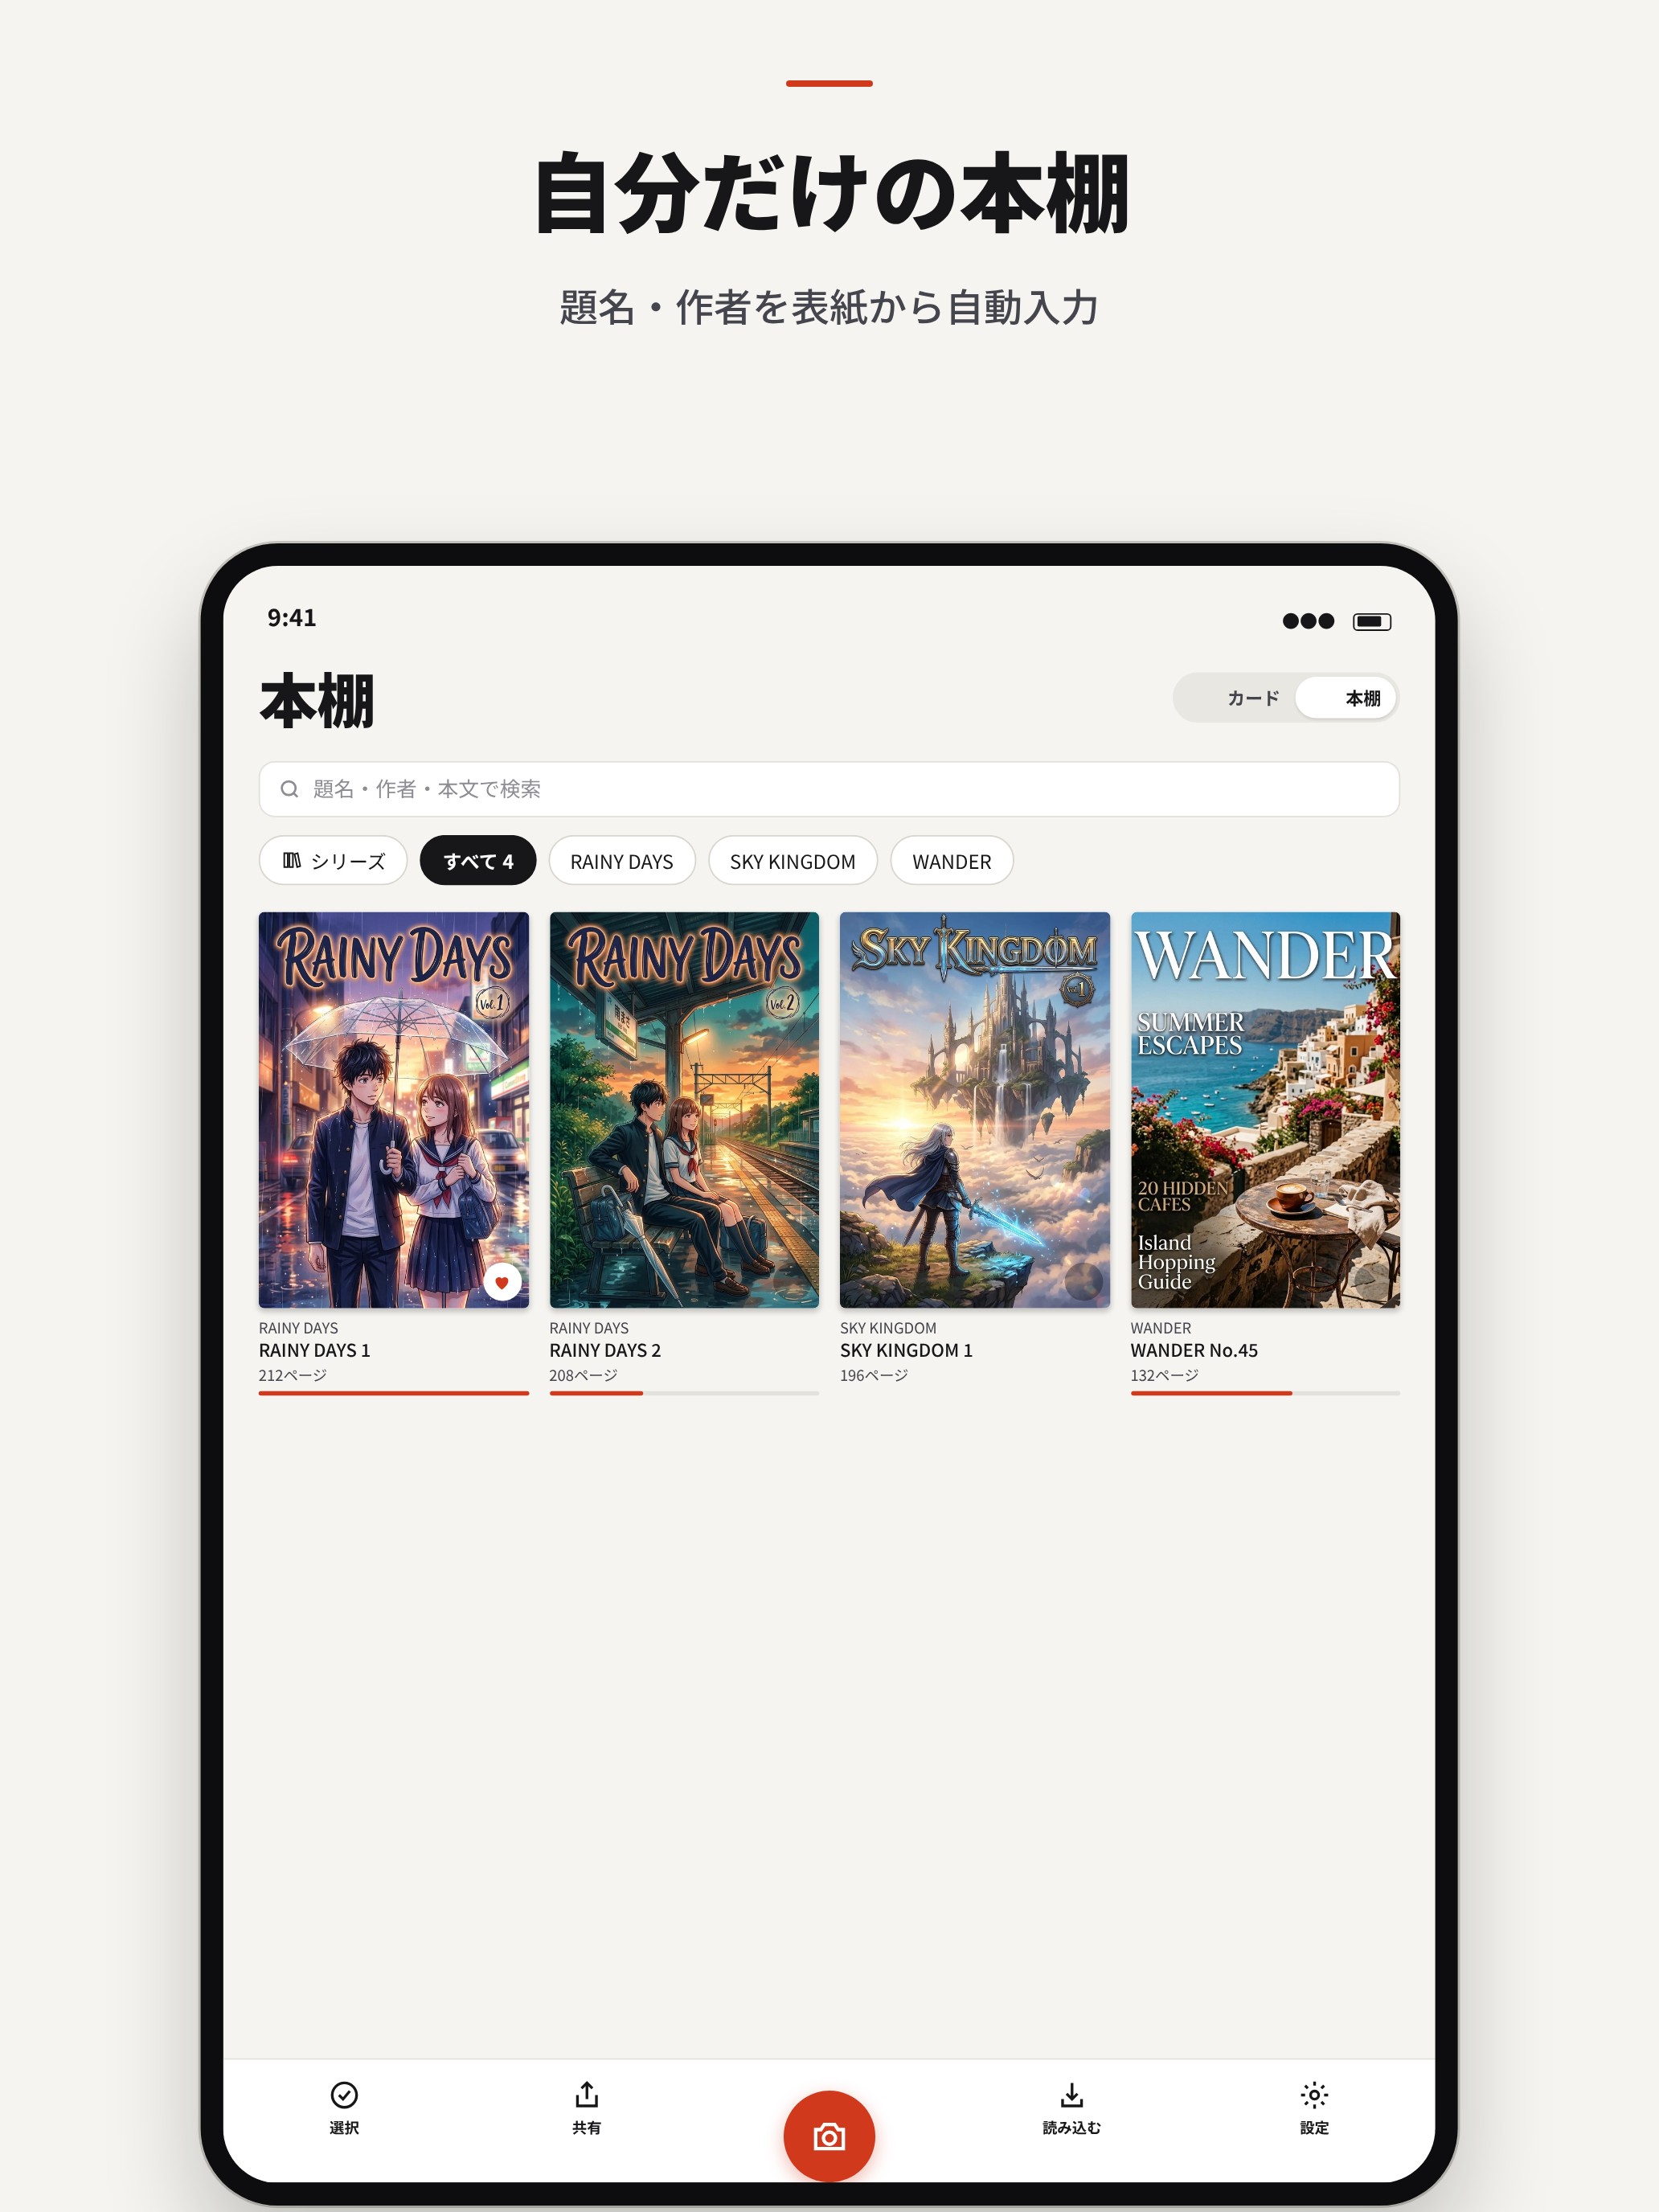 自分だけの本棚
題名・作者を表紙から自動入力
9:41
本棚
カード 本棚
題名・作者・本文で検索
シリーズ すべて 4 RAINY DAYS SKY KINGDOM WANDER
RAINY DAYS
Vol.1
RAINY DAYS
Vol.2
SKY KINGDOM
1
WANDER
SUMMER
ESCAPES
20 HIDDEN
CAFES
Island
Hopping
Guide
RAINY DAYS
RAINY DAYS 1
212ページ
RAINY DAYS
RAINY DAYS 2
208ページ
SKY KINGDOM
SKY KINGDOM 1
196ページ
WANDER
WANDER No.45
132ページ
選択
共有
読み込む
設定